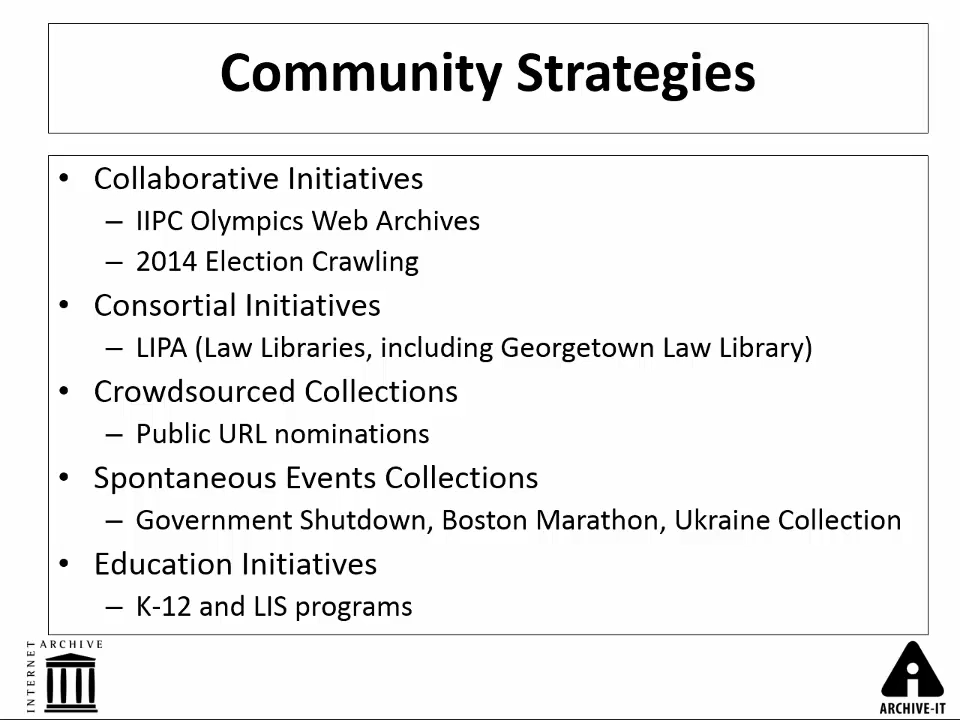 Community Strategies
• Collaborative Initiatives
– IIPC Olympics Web Archives
– 2014 Election Crawling
• Consortial Initiatives
– LIPA (Law Libraries, including Georgetown Law Library)
• Crowdsourced Collections
– Public URL nominations
• Spontaneous Events Collections
– Government Shutdown, Boston Marathon, Ukraine Collection
• Education Initiatives
– K-12 and LIS programs
INTERNET ARCHIVE
ARCHIVE-IT